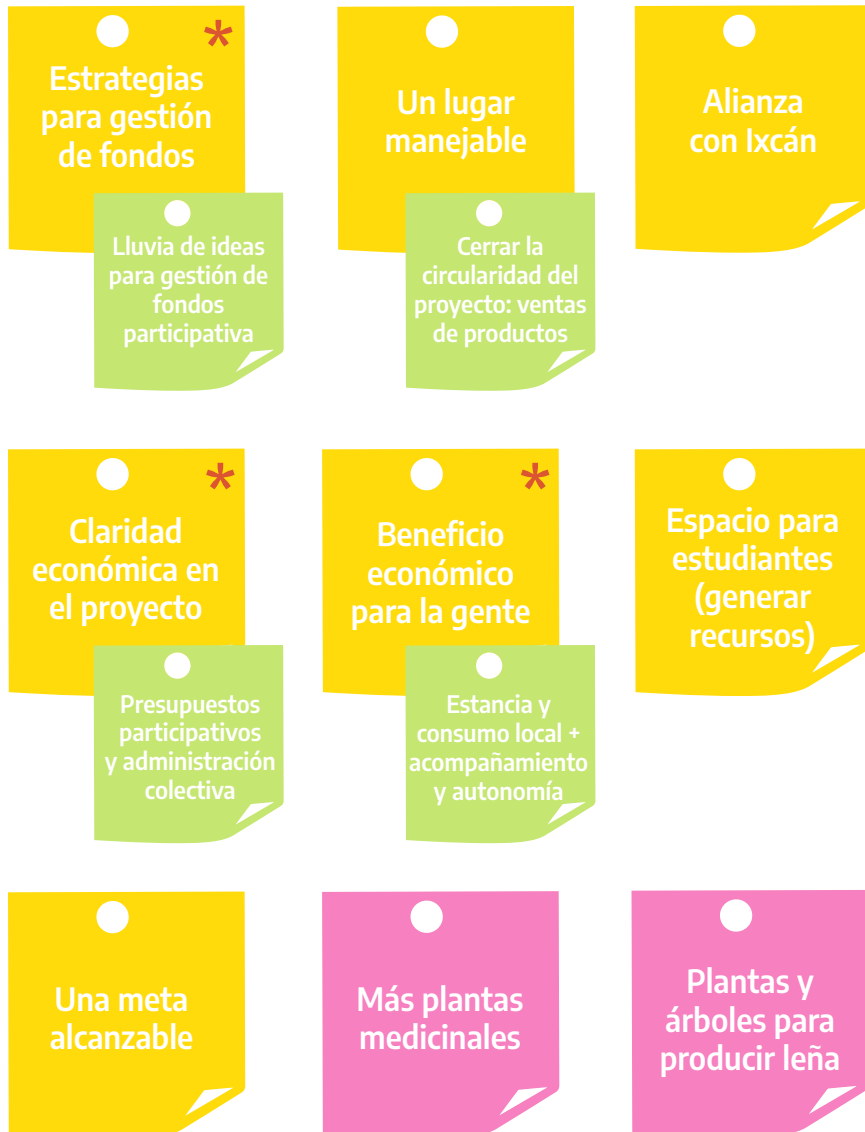 *
Estrategias
para gestión
de fondos
Lluvia de ideas
para gestión de
fondos
participativa
Un lugar
manejable
Cerrar la
circularidad del
proyecto: ventas
de productos
Alianza
con Ixcán
*
Claridad
económica en
el proyecto
Presupuestos
participativos
y administración
colectiva
*
Beneficio
económico
para la gente
Estancia y
consumo local +
acompañamiento
y autonomía
Espacio para
estudiantes
(generar
recursos)
Una meta
alcanzable
Más plantas
medicinales
Plantas y
árboles para
producir leña